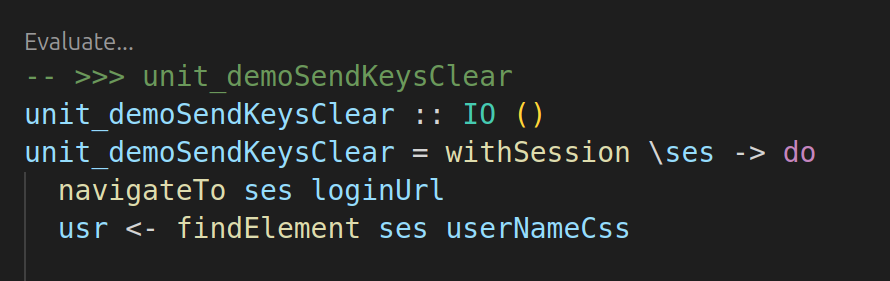 Evaluate...
-- >>> unit_demoSendKeysClear
unit_demoSendKeysClear :: IO ()
unit_demoSendKeysClear = withSession \ses -> do
  navigateTo ses loginUrl
  usr <- findElement ses userNameCss